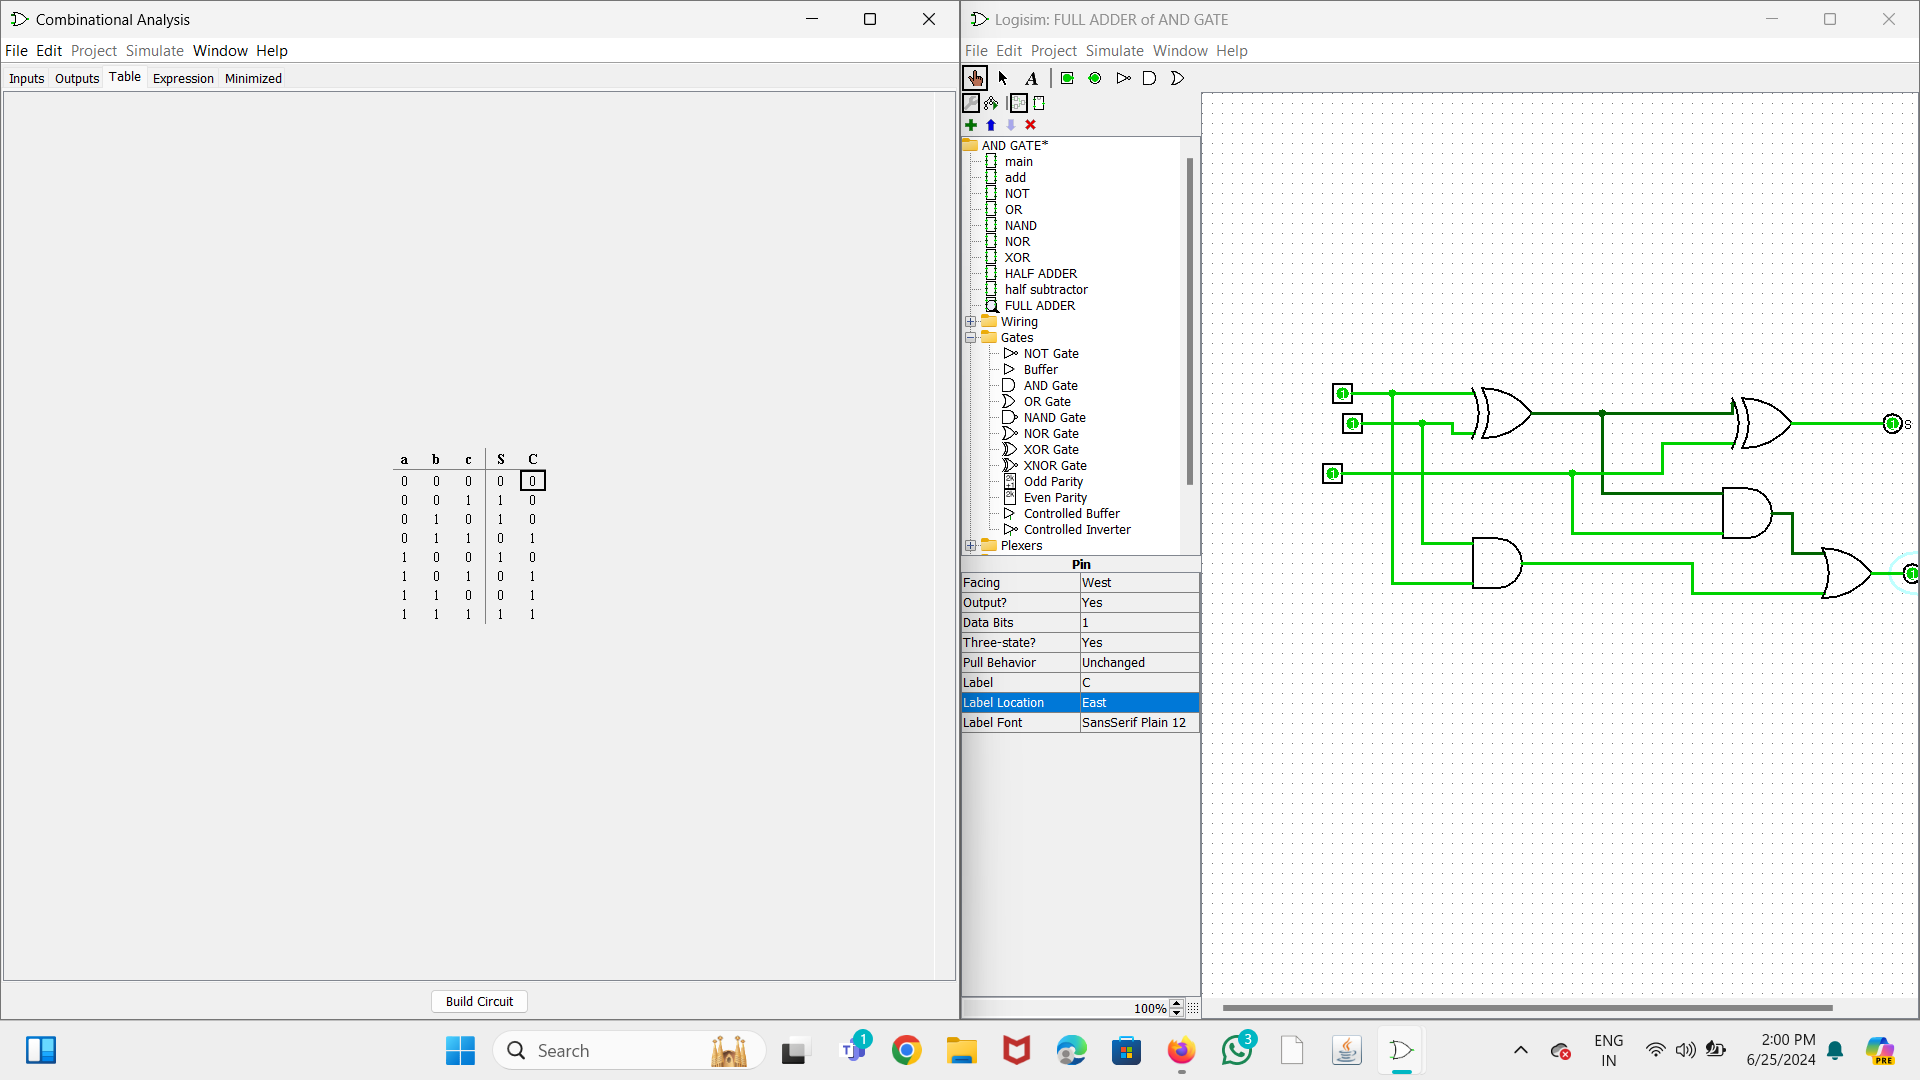 Combinational Analysis
File Edit Project Simulate Window Help
Inputs Outputs Table Expression Minimized
a b c S C
0 0 0 0 0
0 0 1 1 0
0 1 0 1 0
0 1 1 0 1
1 0 0 1 0
1 0 1 0 1
1 1 0 0 1
1 1 1 1 1
Build Circuit
Logisim: FULL ADDER of AND GATE
File Edit Project Simulate Window Help
A
AND GATE*
main
add
NOT
OR
NAND
NOR
XOR
HALF ADDER
half subtractor
FULL ADDER
Wiring
Gates
NOT Gate
Buffer
AND Gate
OR Gate
NAND Gate
NOR Gate
XOR Gate
XNOR Gate
Odd Parity
Even Parity
Controlled Buffer
Controlled Inverter
Plexers
Pin
Facing West
Output? Yes
Data Bits 1
Three-state? Yes
Pull Behavior Unchanged
Label C
Label Location East
Label Font SansSerif Plain 12
100%
1
1
1
1 S
1
Search
1
3
ENG
IN
2:00 PM
6/25/2024
PRE